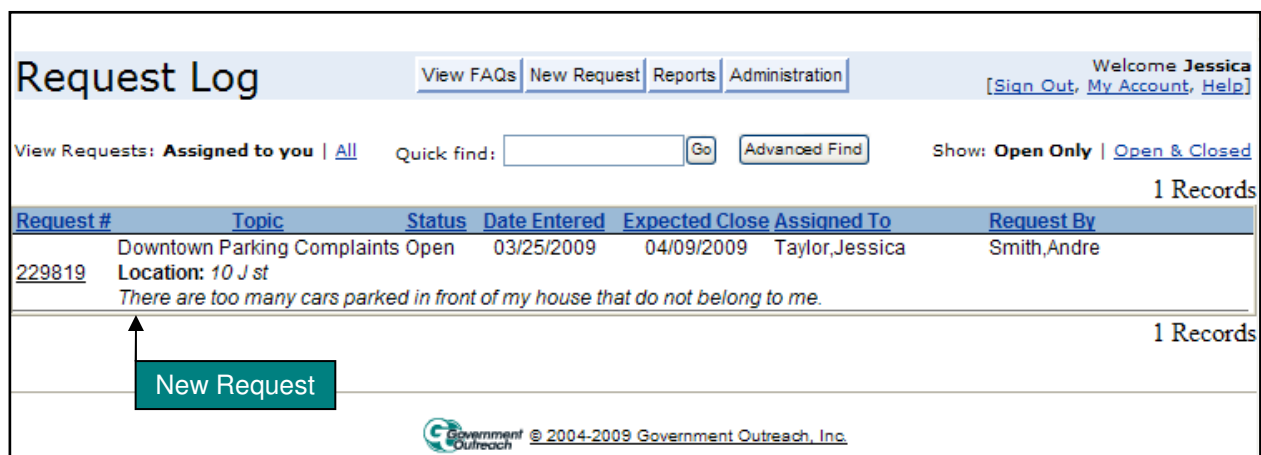 Request Log View FAQs New Request Reports Administration Welcome Jessica
[Sign Out, My Account, Help]
View Requests: Assigned to you | All Quick find: Go Advanced Find Show: Open Only | Open & Closed
1 Records
Request # Topic Status Date Entered Expected Close Assigned To Request By
Downtown Parking Complaints Open 03/25/2009 04/09/2009 Taylor,Jessica Smith,Andre
229819 Location: 10 J st
There are too many cars parked in front of my house that do not belong to me.
1 Records
New Request
Government Outreach © 2004-2009 Government Outreach, Inc.